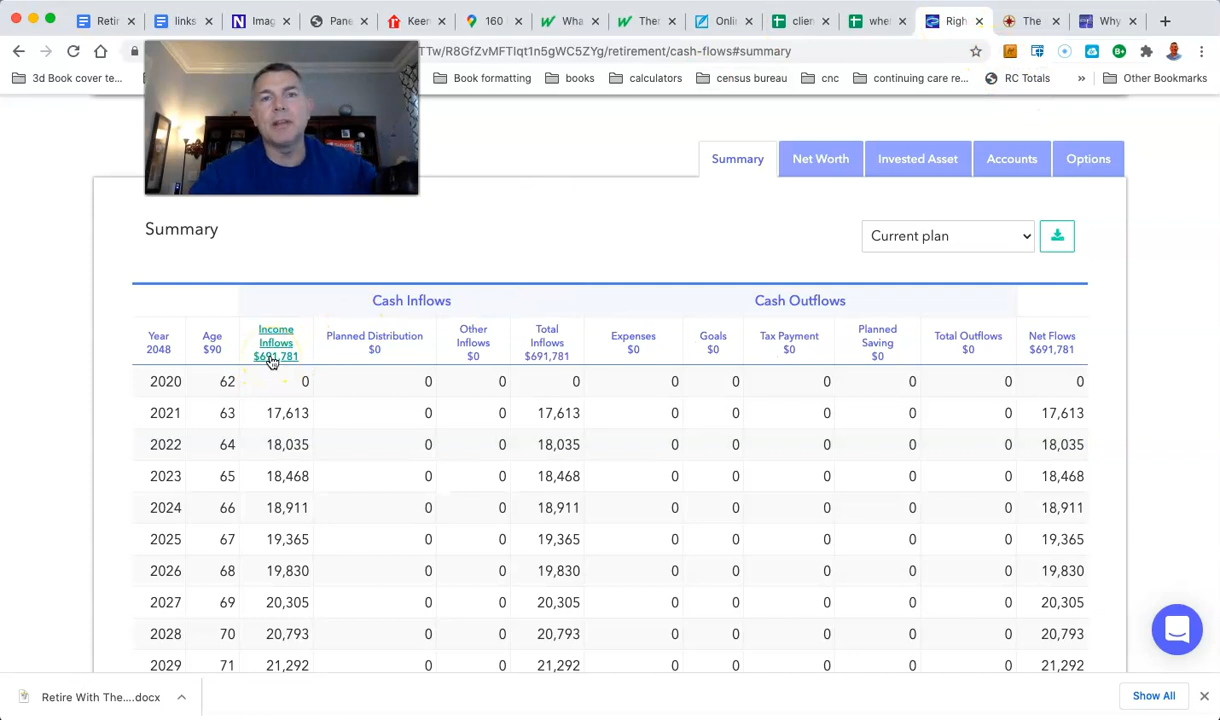 Retire
links
Imag
Pane
Keen
160
Wha
Ther
Onli
clien
when
Righ
The
Why
TTw/R8GfZvMFTIqt1n5gWC5ZYg/retirement/cash-flows#summary
3d Book cover te...
Book formatting
books
calculators
census bureau
cnc
continuing care re...
RC Totals
»
Other Bookmarks
Summary
Net Worth
Invested Asset
Accounts
Options
Summary
Current plan
Cash Inflows
Cash Outflows
Year 2048
Age $90
Income Inflows $691,781
Planned Distribution $0
Other Inflows $0
Total Inflows $691,781
Expenses $0
Goals $0
Tax Payment $0
Planned Saving $0
Total Outflows $0
Net Flows $691,781
2020 62 0 0 0 0 0 0 0 0 0 0
2021 63 17,613 0 0 17,613 0 0 0 0 0 17,613
2022 64 18,035 0 0 18,035 0 0 0 0 0 18,035
2023 65 18,468 0 0 18,468 0 0 0 0 0 18,468
2024 66 18,911 0 0 18,911 0 0 0 0 0 18,911
2025 67 19,365 0 0 19,365 0 0 0 0 0 19,365
2026 68 19,830 0 0 19,830 0 0 0 0 0 19,830
2027 69 20,305 0 0 20,305 0 0 0 0 0 20,305
2028 70 20,793 0 0 20,793 0 0 0 0 0 20,793
2029 71 21,292 0 0 21,292 0 0 0 0 0 21,292
Retire With The....docx
Show All